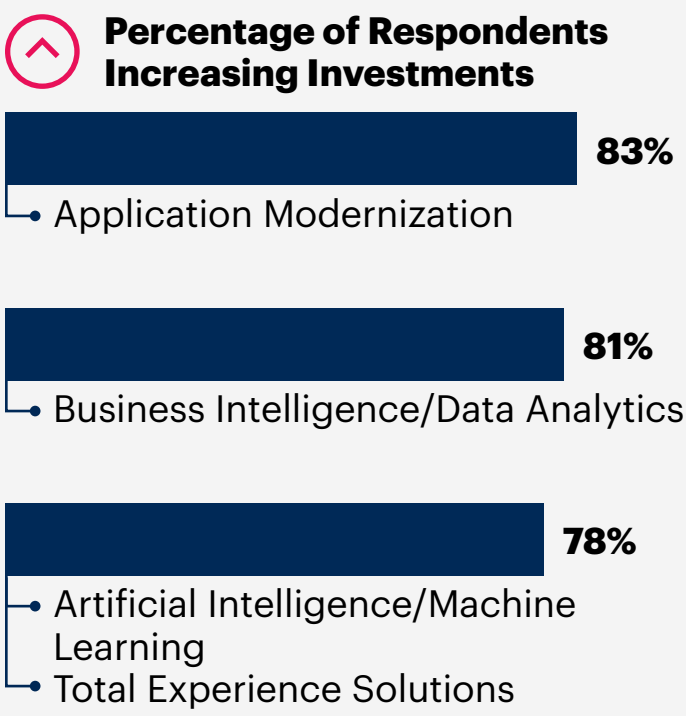 Percentage of Respondents
Increasing Investments
83%
Application Modernization
81%
Business Intelligence/Data Analytics
78%
Artificial Intelligence/Machine
Learning
Total Experience Solutions